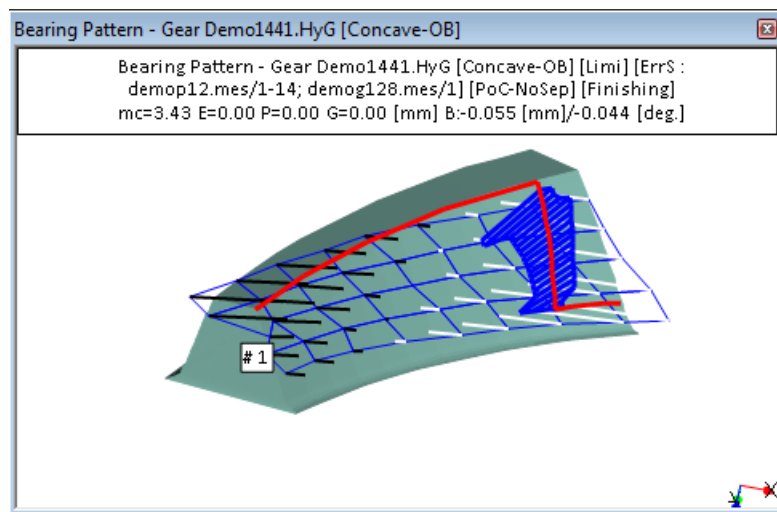 Bearing Pattern - Gear Demo1441.HyG [Concave-OB]
Bearing Pattern - Gear Demo1441.HyG [Concave-OB] [Limi] [ErrS :
demop12.mes/1-14; demog128.mes/1] [PoC-NoSep] [Finishing]
mc=3.43 E=0.00 P=0.00 G=0.00 [mm] B:-0.055 [mm]/-0.044 [deg.]
# 1
X